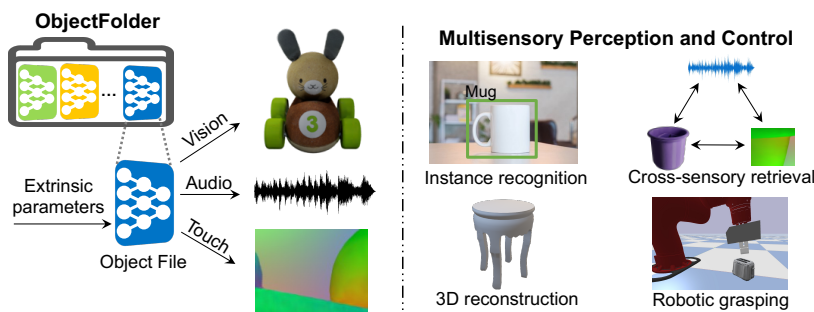 ObjectFolder
...
Vision
Extrinsic
parameters
Audio
Touch
Object File
3
Multisensory Perception and Control
Mug
Instance recognition
Cross-sensory retrieval
3D reconstruction
Robotic grasping